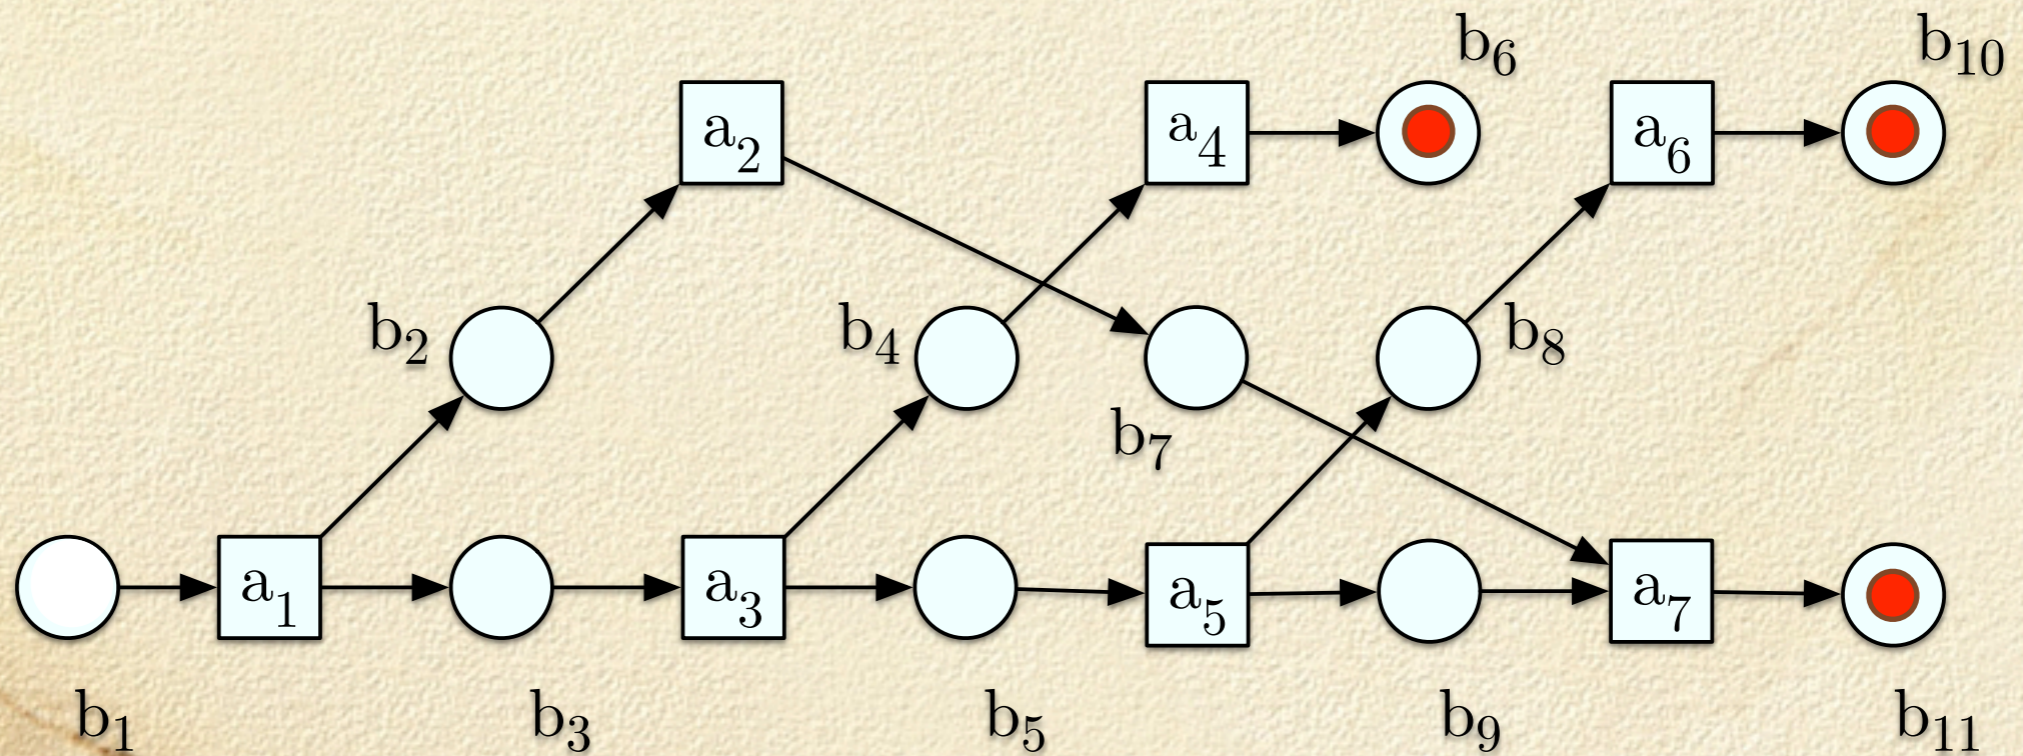 b₆ b₁₀
a₂ a₄ a₆
b₂ b₄ b₈
b₇
a₁ a₃ a₅ a₇
b₁ b₃ b₅ b₉ b₁₁